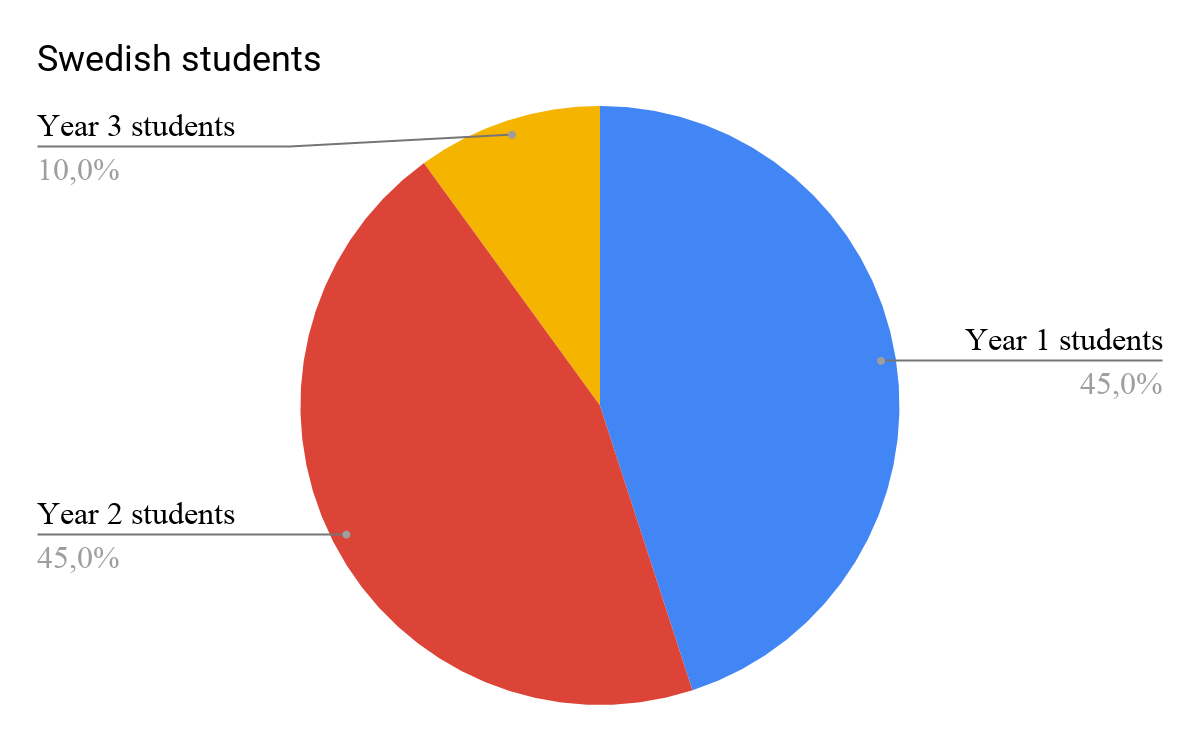 Swedish students
Year 3 students
10,0%
Year 1 students
45,0%
Year 2 students
45,0%